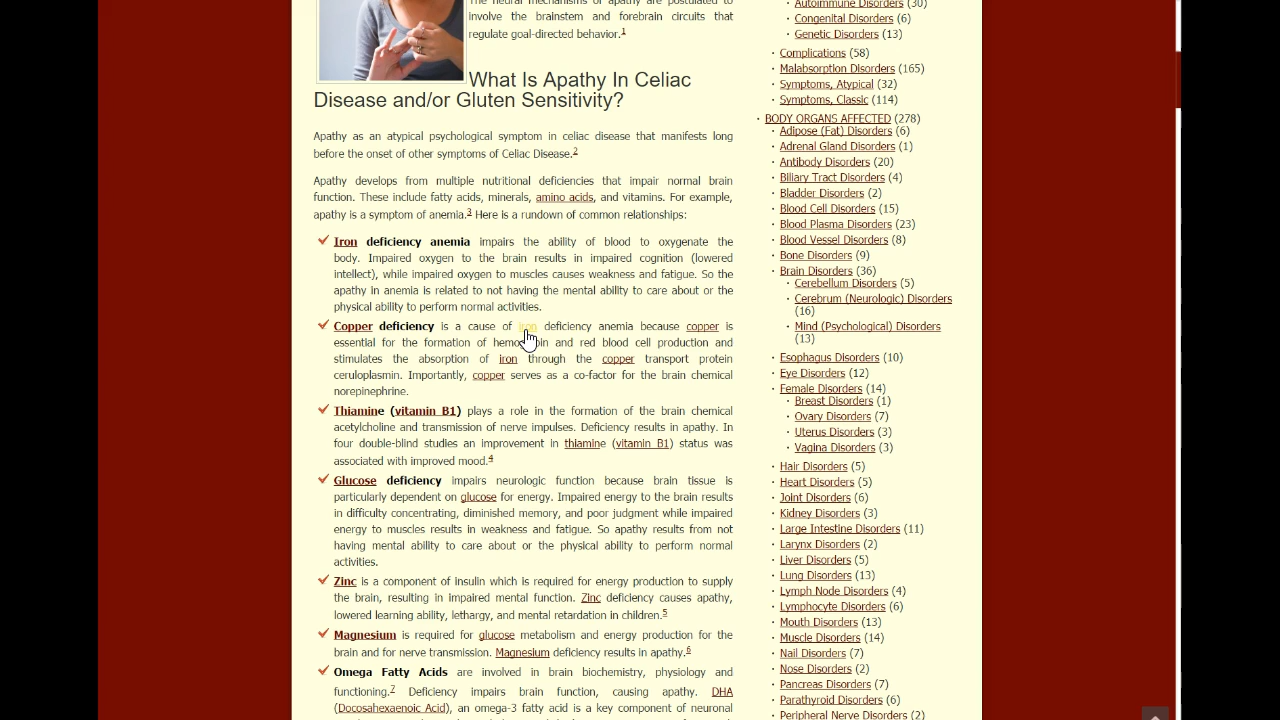 The neural mechanisms of apathy are postulated to
involve the brainstem and forebrain circuits that
regulate goal-directed behavior.1
What Is Apathy In Celiac
Disease and/or Gluten Sensitivity?
Apathy as an atypical psychological symptom in celiac disease that manifests long
before the onset of other symptoms of Celiac Disease.2
Apathy develops from multiple nutritional deficiencies that impair normal brain
function. These include fatty acids, minerals, amino acids, and vitamins. For example,
apathy is a symptom of anemia.3 Here is a rundown of common relationships:
Iron deficiency anemia impairs the ability of blood to oxygenate the
body. Impaired oxygen to the brain results in impaired cognition (lowered
intellect), while impaired oxygen to muscles causes weakness and fatigue. So the
apathy in anemia is related to not having the mental ability to care about or the
physical ability to perform normal activities.
Copper deficiency is a cause of iron deficiency anemia because copper is
essential for the formation of hemoglobin and red blood cell production and
stimulates the absorption of iron through the copper transport protein
ceruloplasmin. Importantly, copper serves as a co-factor for the brain chemical
norepinephrine.
Thiamine (vitamin B1) plays a role in the formation of the brain chemical
acetylcholine and transmission of nerve impulses. Deficiency results in apathy. In
four double-blind studies an improvement in thiamine (vitamin B1) status was
associated with improved mood.4
Glucose deficiency impairs neurologic function because brain tissue is
particularly dependent on glucose for energy. Impaired energy to the brain results
in difficulty concentrating, diminished memory, and poor judgment while impaired
energy to muscles results in weakness and fatigue. So apathy results from not
having mental ability to care about or the physical ability to perform normal
activities.
Zinc is a component of insulin which is required for energy production to supply
the brain, resulting in impaired mental function. Zinc deficiency causes apathy,
lowered learning ability, lethargy, and mental retardation in children.5
Magnesium is required for glucose metabolism and energy production for the
brain and for nerve transmission. Magnesium deficiency results in apathy.6
Omega Fatty Acids are involved in brain biochemistry, physiology and
functioning.7 Deficiency impairs brain function, causing apathy. DHA
(Docosahexaenoic Acid), an omega-3 fatty acid is a key component of neuronal
Autoimmune Disorders (30)
Congenital Disorders (6)
Genetic Disorders (13)
Complications (58)
Malabsorption Disorders (165)
Symptoms, Atypical (32)
Symptoms, Classic (114)
BODY ORGANS AFFECTED (278)
Adipose (Fat) Disorders (6)
Adrenal Gland Disorders (1)
Antibody Disorders (20)
Biliary Tract Disorders (4)
Bladder Disorders (2)
Blood Cell Disorders (15)
Blood Plasma Disorders (23)
Blood Vessel Disorders (8)
Bone Disorders (9)
Brain Disorders (36)
Cerebellum Disorders (5)
Cerebrum (Neurologic) Disorders
(16)
Mind (Psychological) Disorders
(13)
Esophagus Disorders (10)
Eye Disorders (12)
Female Disorders (14)
Breast Disorders (1)
Ovary Disorders (7)
Uterus Disorders (3)
Vagina Disorders (3)
Hair Disorders (5)
Heart Disorders (5)
Joint Disorders (6)
Kidney Disorders (3)
Large Intestine Disorders (11)
Larynx Disorders (2)
Liver Disorders (5)
Lung Disorders (13)
Lymph Node Disorders (4)
Lymphocyte Disorders (6)
Mouth Disorders (13)
Muscle Disorders (14)
Nail Disorders (7)
Nose Disorders (2)
Pancreas Disorders (7)
Parathyroid Disorders (6)
Peripheral Nerve Disorders (2)